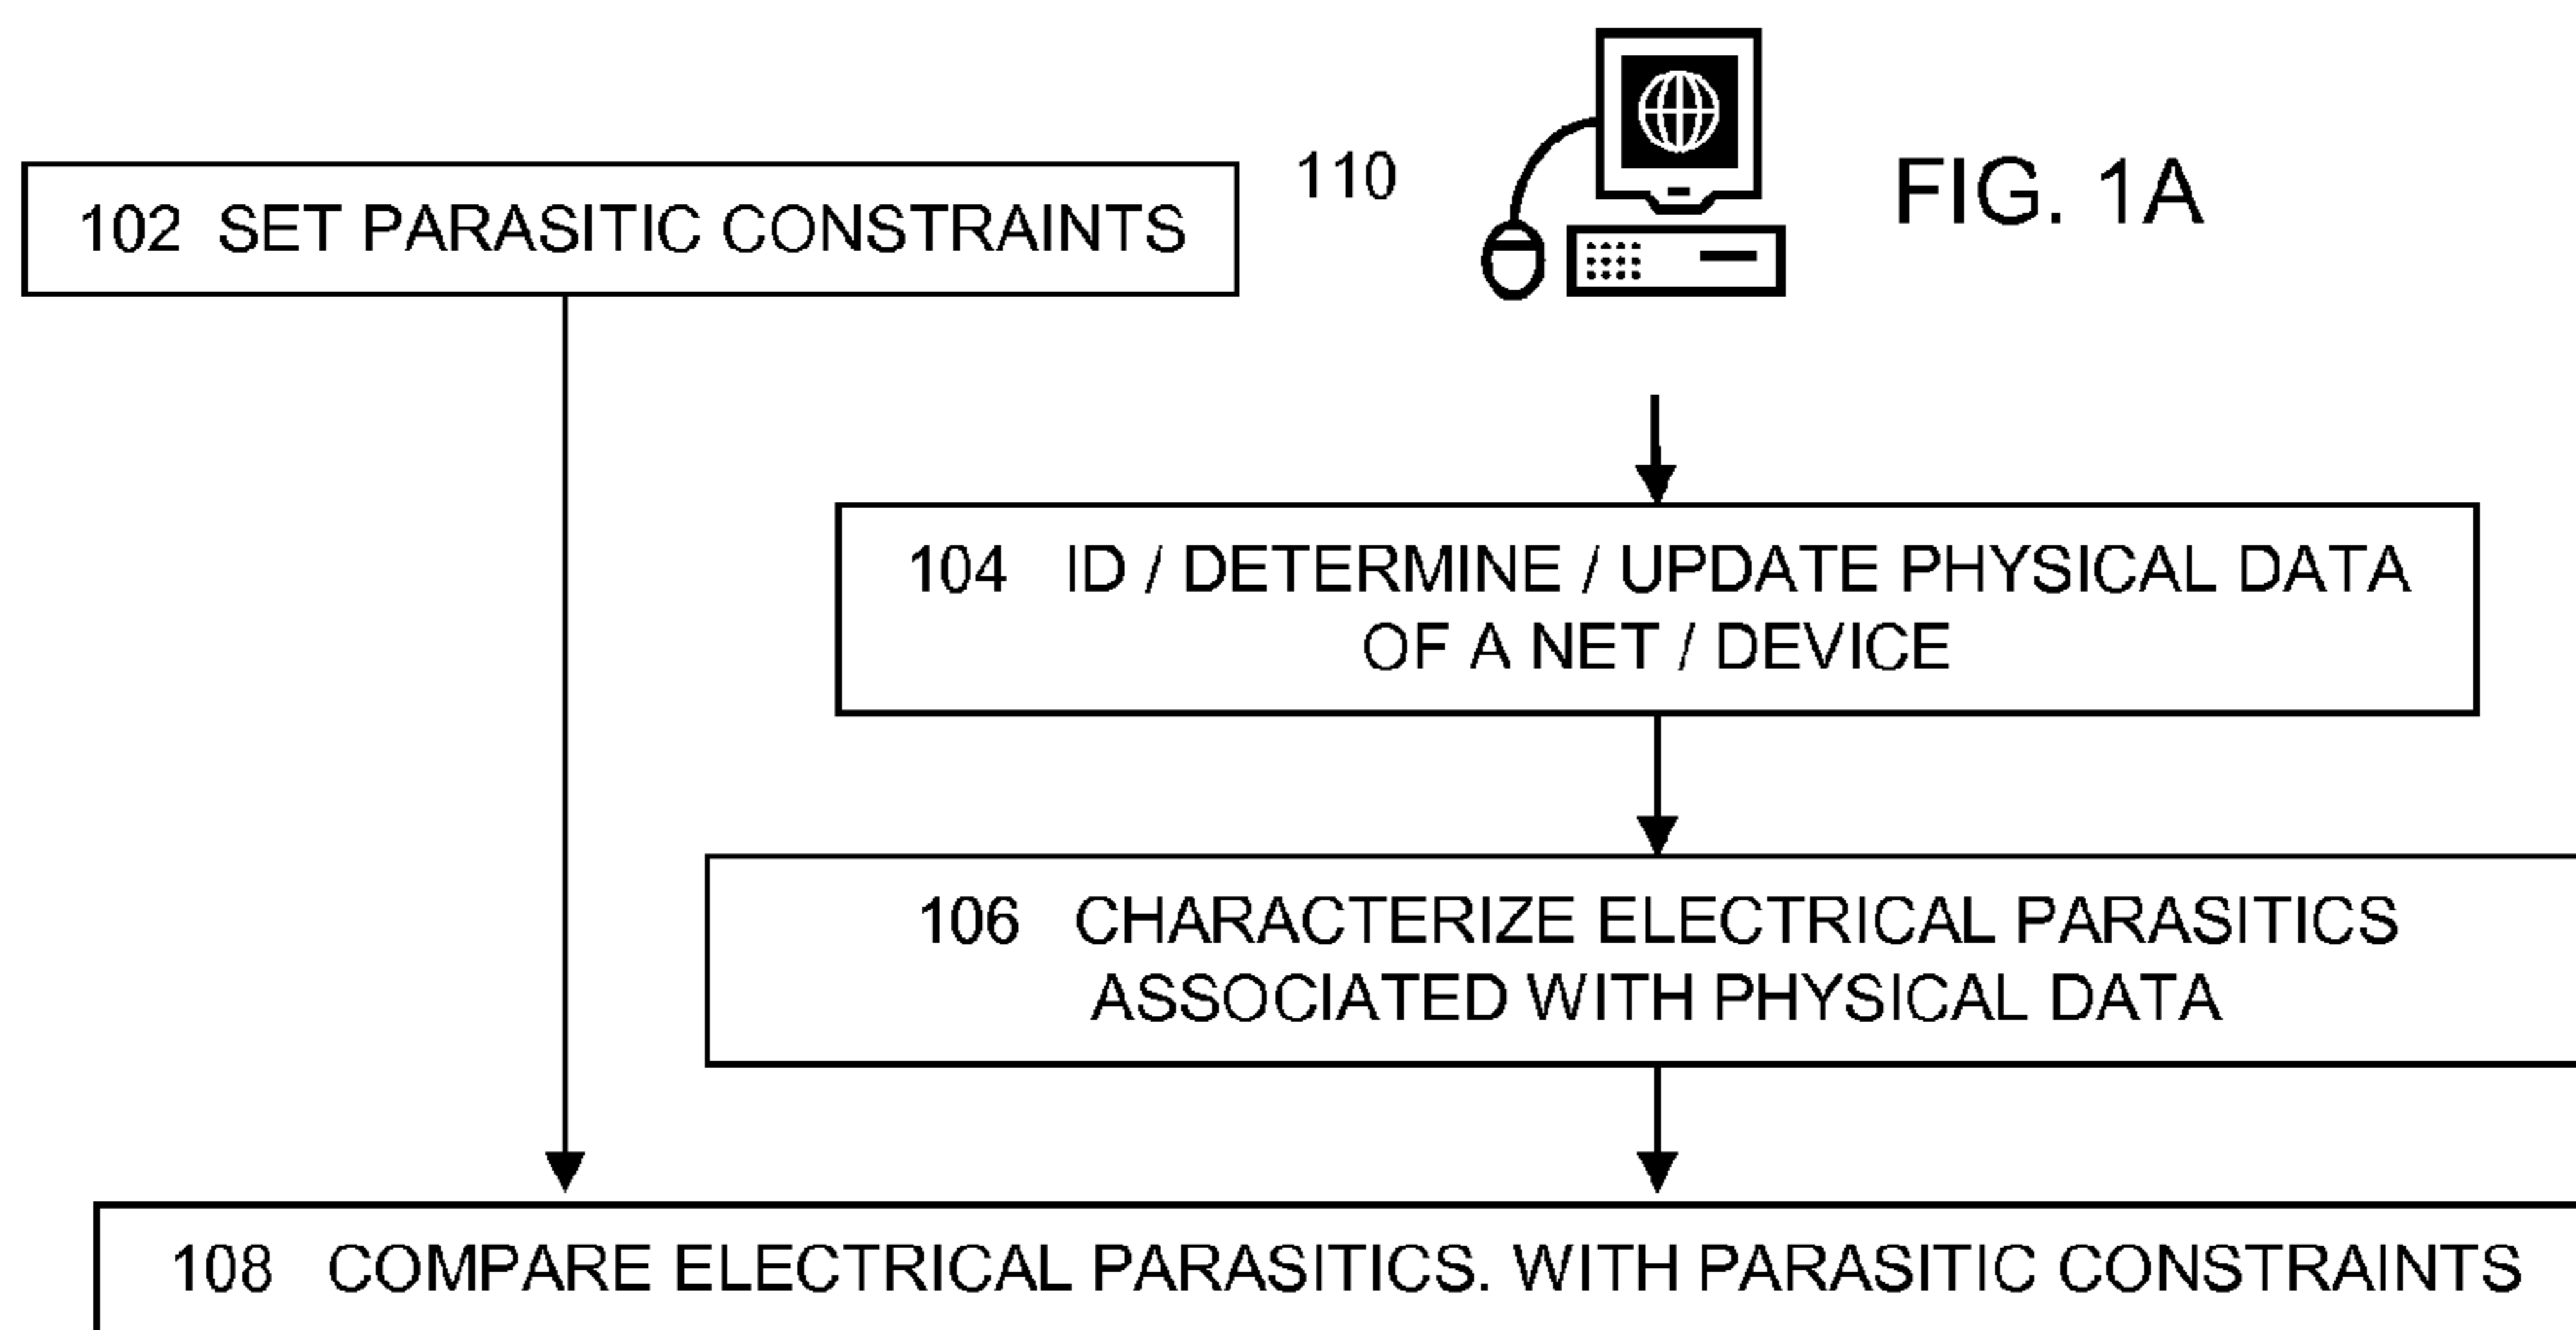 110
FIG. 1A
102 SET PARASITIC CONSTRAINTS
104 ID / DETERMINE / UPDATE PHYSICAL DATA
OF A NET / DEVICE
106 CHARACTERIZE ELECTRICAL PARASITICS
ASSOCIATED WITH PHYSICAL DATA
108 COMPARE ELECTRICAL PARASITICS. WITH PARASITIC CONSTRAINTS